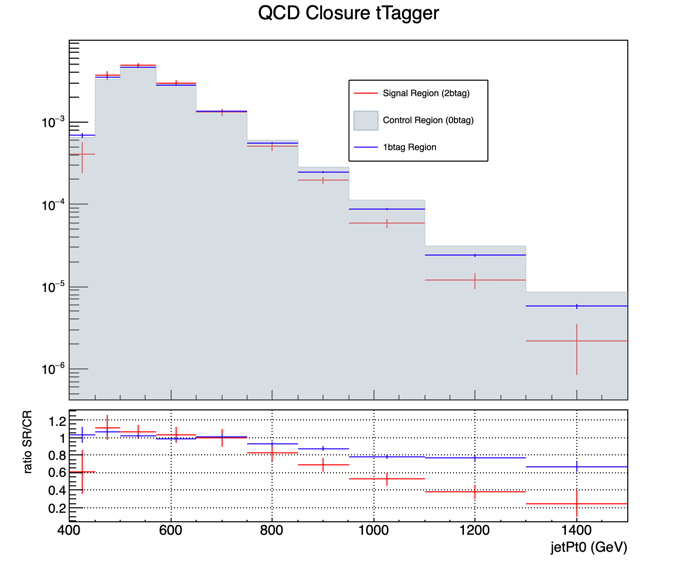 QCD Closure tTagger
Signal Region (2btag)
Control Region (0btag)
1btag Region
10⁻³
10⁻⁴
10⁻⁵
10⁻⁶
ratio SR/CR
1.2
1
0.8
0.6
0.4
0.2
400 600 800 1000 1200 1400
jetPt0 (GeV)